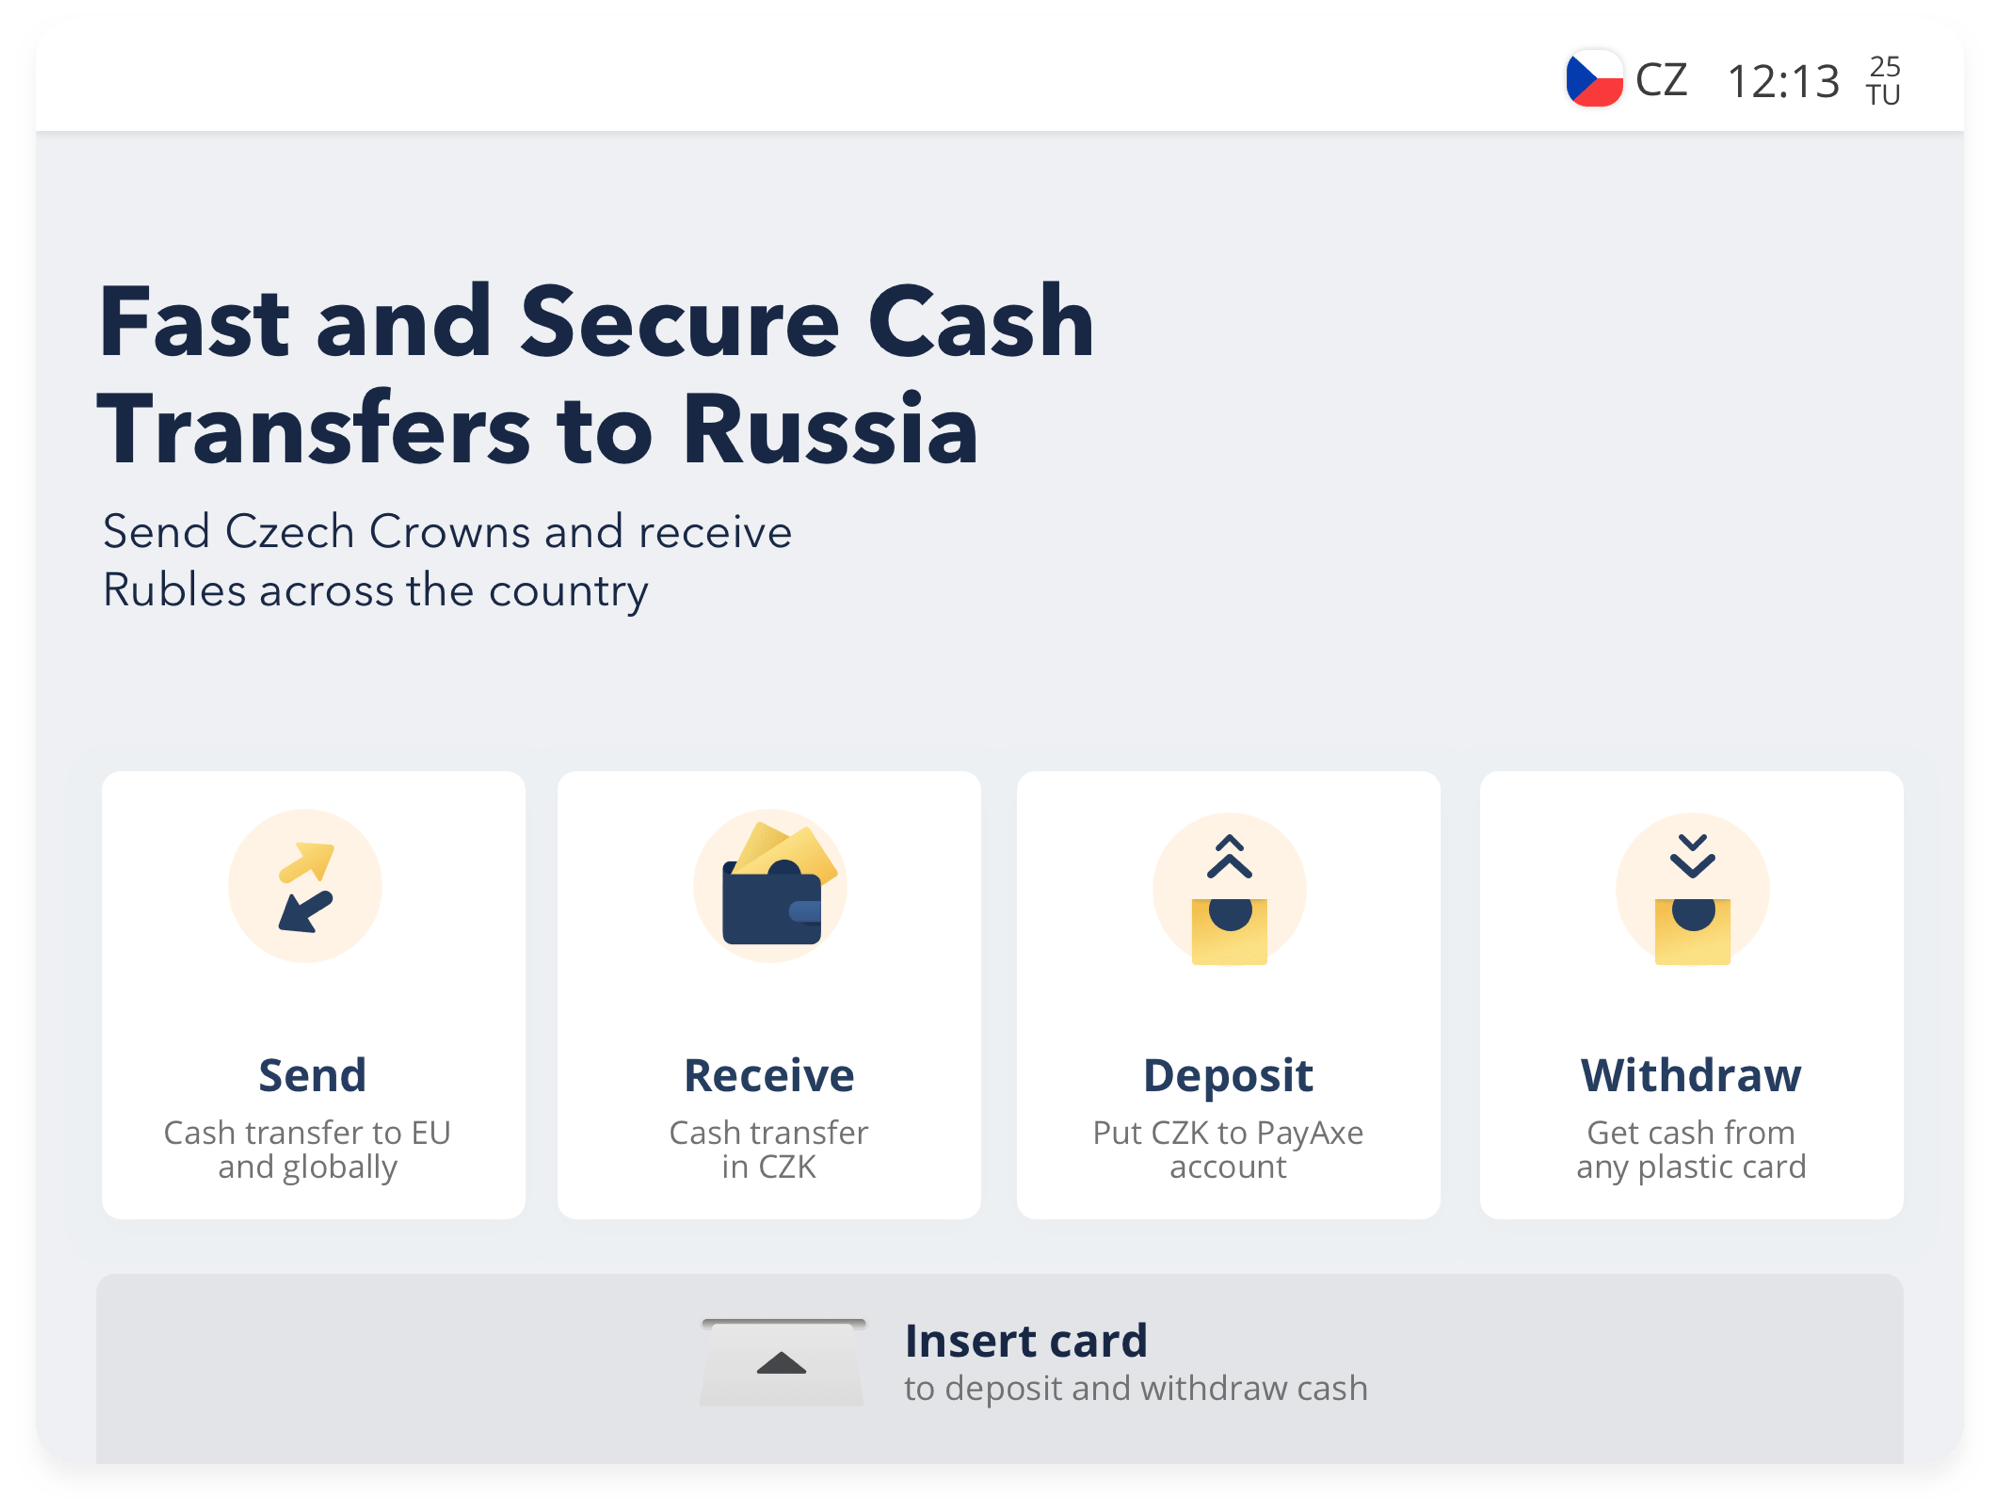 CZ 12:13 25
TU
Fast and Secure Cash
Transfers to Russia
Send Czech Crowns and receive
Rubles across the country
Send
Cash transfer to EU
and globally
Receive
Cash transfer
in CZK
Deposit
Put CZK to PayAxe
account
Withdraw
Get cash from
any plastic card
Insert card
to deposit and withdraw cash